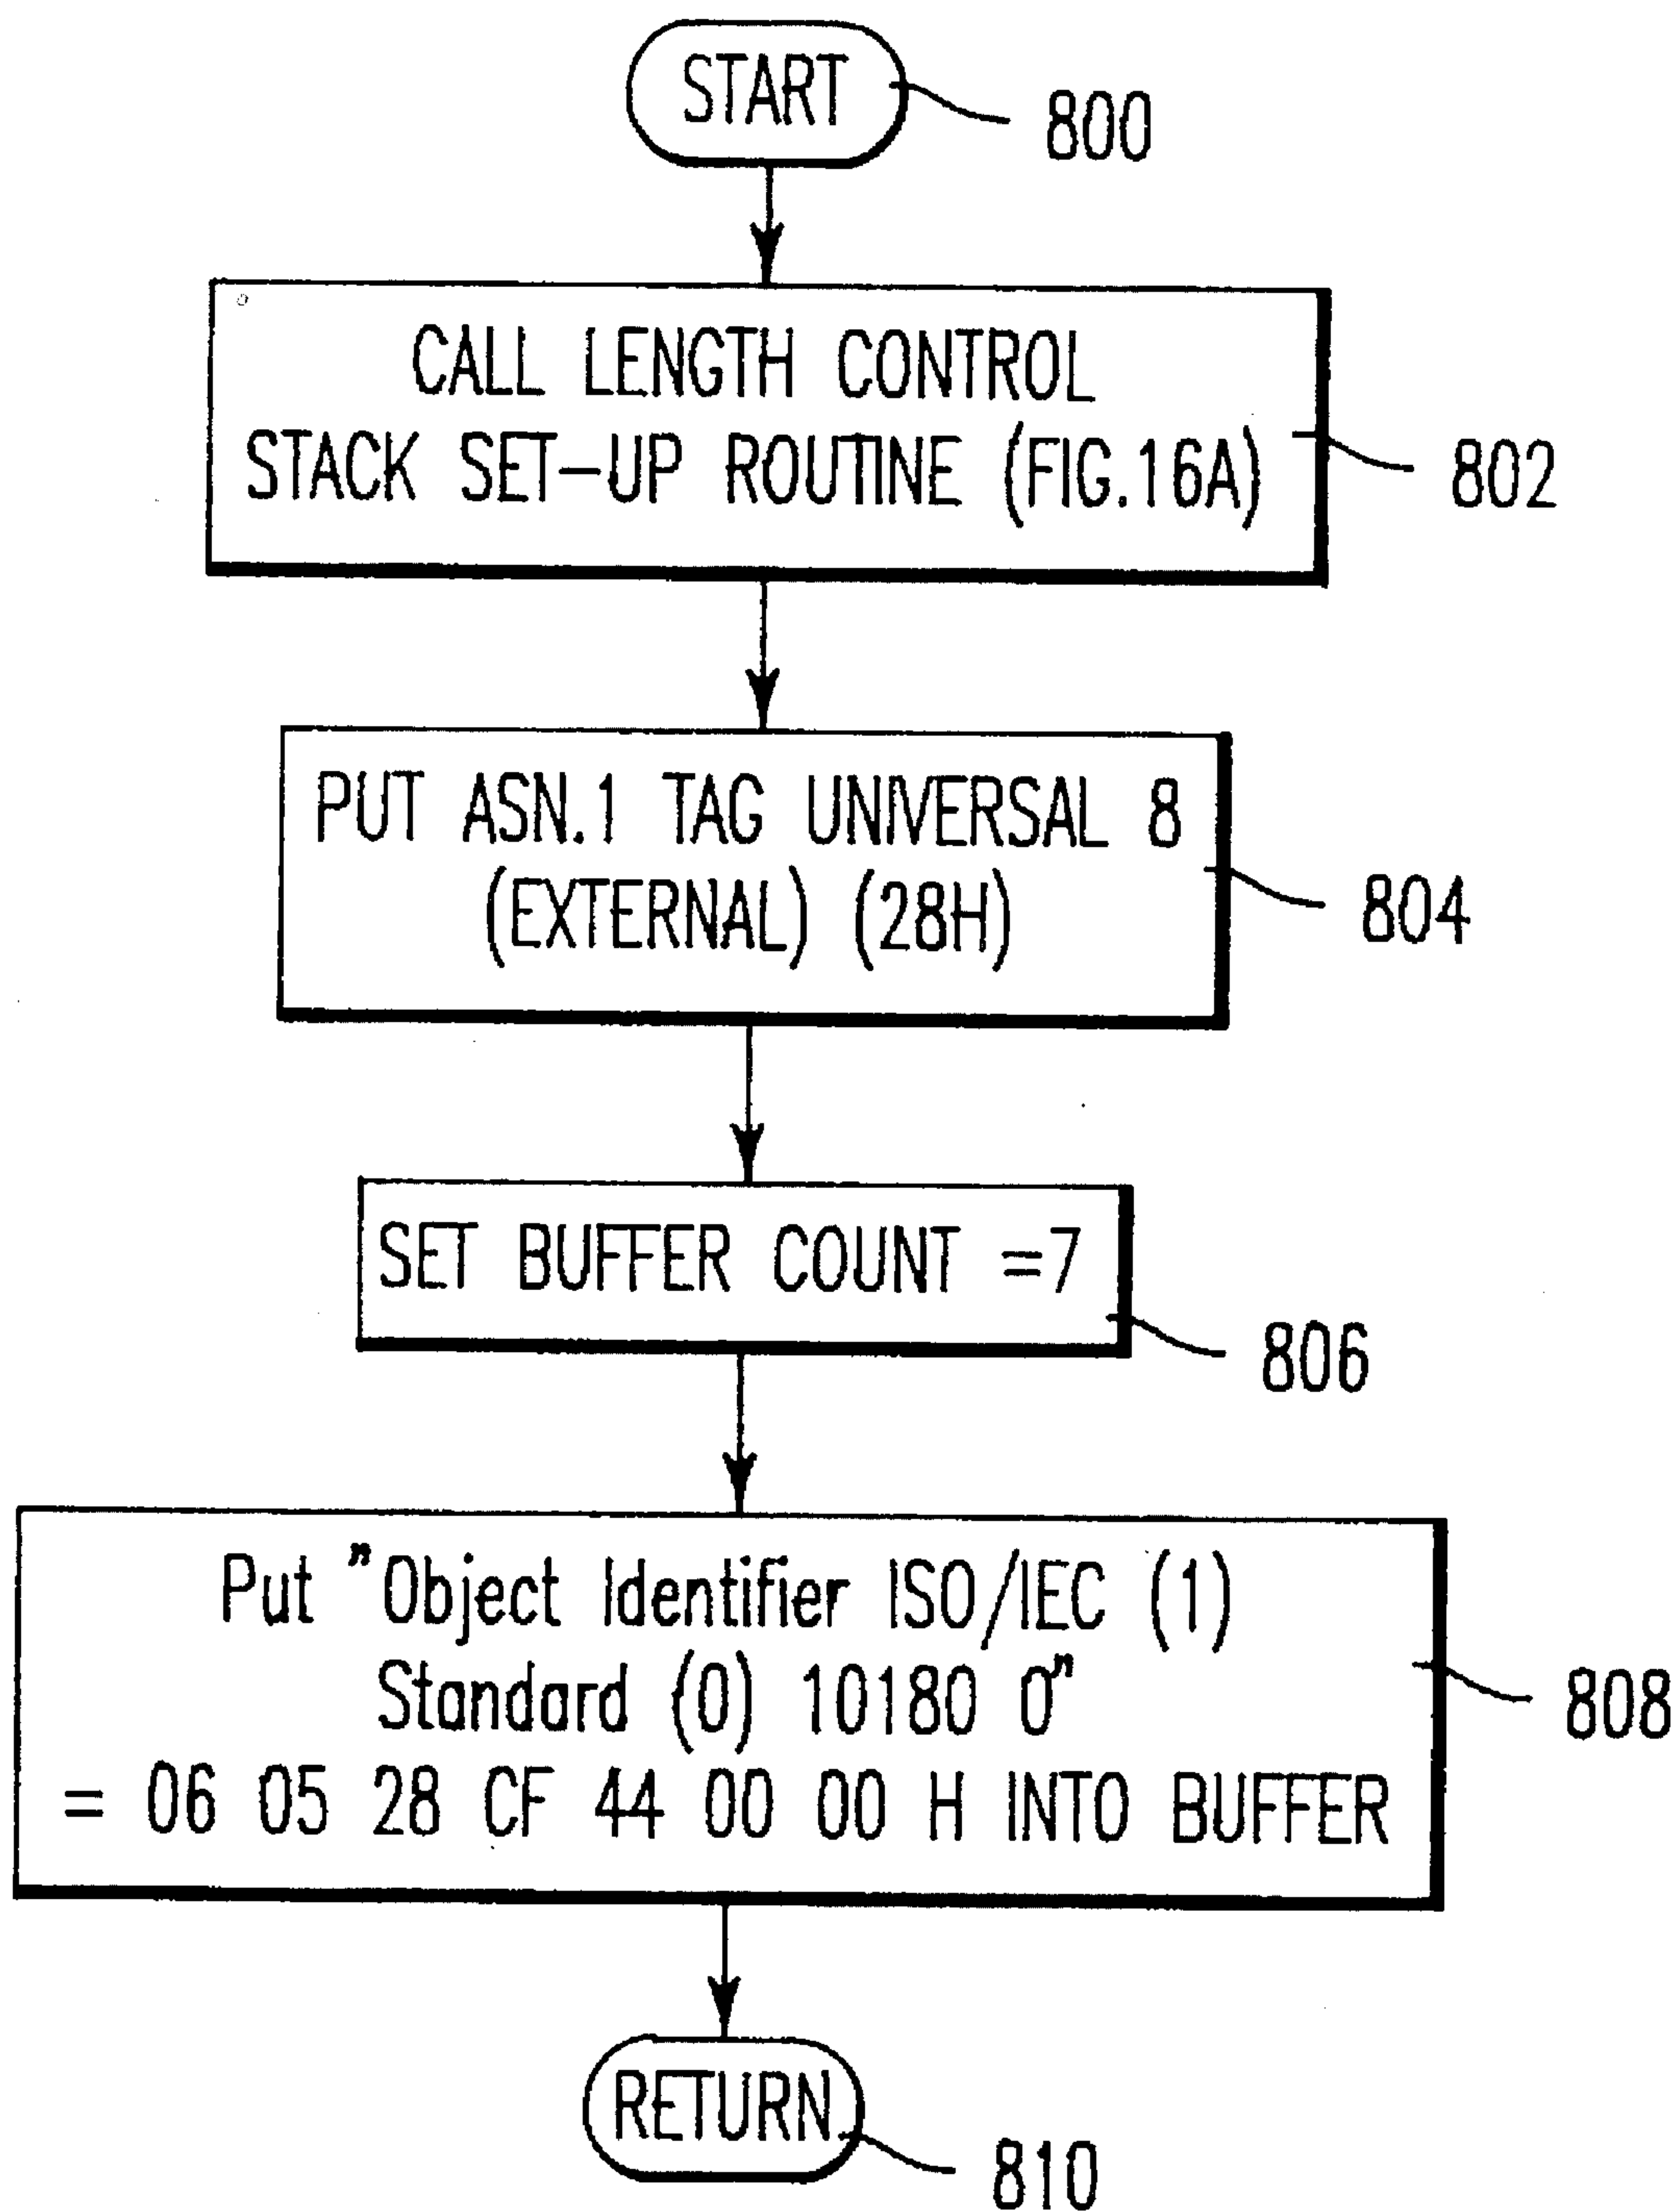 START
800
CALL LENGTH CONTROL
STACK SET-UP ROUTINE (FIG.16A)
802
PUT ASN.1 TAG UNIVERSAL 8
(EXTERNAL) (28H)
804
SET BUFFER COUNT =7
806
Put "Object Identifier ISO/IEC (1)
Standard (0) 10180 0"
= 06 05 28 CF 44 00 00 H INTO BUFFER
808
RETURN
810